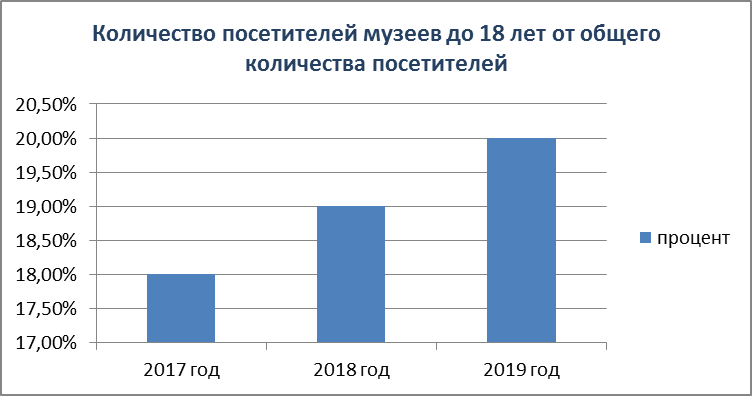 Количество посетителей музеев до 18 лет от общего
количества посетителей
20,50%
20,00%
19,50%
19,00%
18,50%
18,00%
17,50%
17,00%
процент
2017 год
2018 год
2019 год